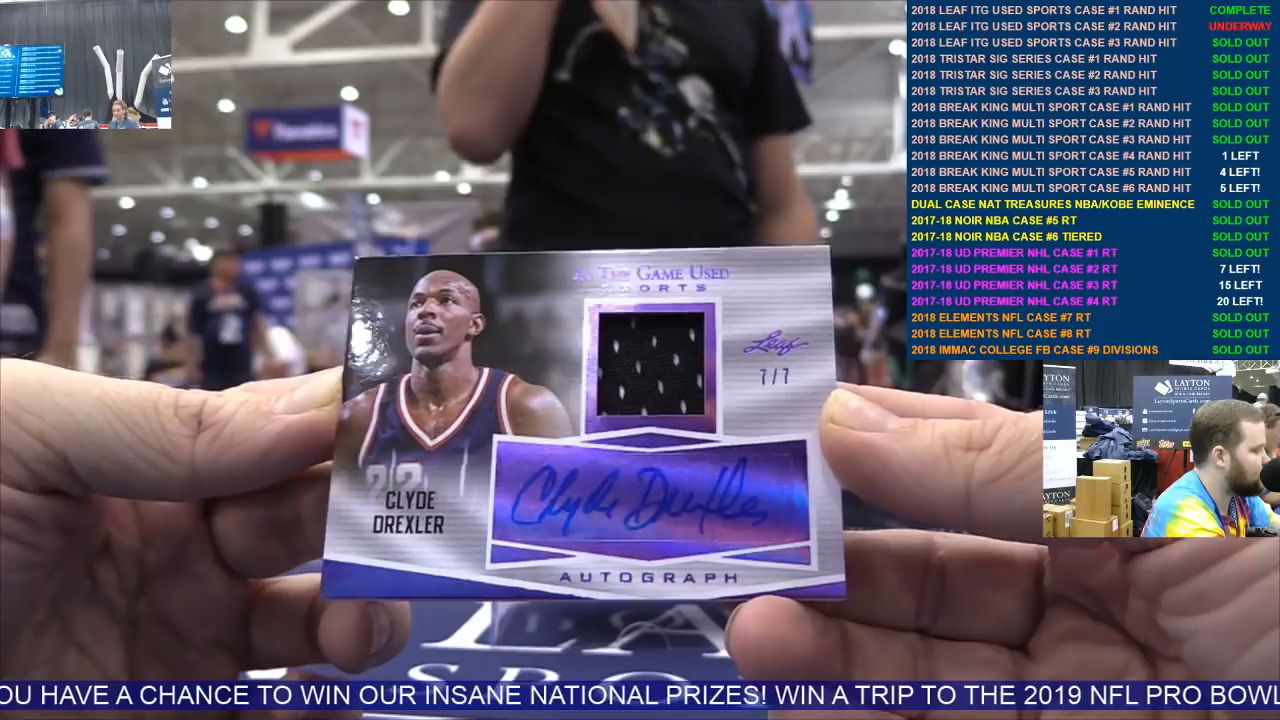 2018 LEAF ITG USED SPORTS CASE #1 RAND HIT COMPLETE
2018 LEAF ITG USED SPORTS CASE #2 RAND HIT UNDERWAY
2018 LEAF ITG USED SPORTS CASE #3 RAND HIT SOLD OUT
2018 TRISTAR SIG SERIES CASE #1 RAND HIT SOLD OUT
2018 TRISTAR SIG SERIES CASE #2 RAND HIT SOLD OUT
2018 TRISTAR SIG SERIES CASE #3 RAND HIT SOLD OUT
2018 BREAK KING MULTI SPORT CASE #1 RAND HIT SOLD OUT
2018 BREAK KING MULTI SPORT CASE #2 RAND HIT SOLD OUT
2018 BREAK KING MULTI SPORT CASE #3 RAND HIT SOLD OUT
2018 BREAK KING MULTI SPORT CASE #4 RAND HIT 1 LEFT
2018 BREAK KING MULTI SPORT CASE #5 RAND HIT 4 LEFT!
2018 BREAK KING MULTI SPORT CASE #6 RAND HIT 5 LEFT!
DUAL CASE NAT TREASURES NBA/KOBE EMINENCE SOLD OUT
2017-18 NOIR NBA CASE #5 RT SOLD OUT
2017-18 NOIR NBA CASE #6 TIERED SOLD OUT
2017-18 UD PREMIER NHL CASE #1 RT SOLD OUT
2017-18 UD PREMIER NHL CASE #2 RT 7 LEFT!
2017-18 UD PREMIER NHL CASE #3 RT 15 LEFT
2017-18 UD PREMIER NHL CASE #4 RT 20 LEFT!
2018 ELEMENTS NFL CASE #7 RT SOLD OUT
2018 ELEMENTS NFL CASE #8 RT SOLD OUT
2018 IMMAC COLLEGE FB CASE #9 DIVISIONS SOLD OUT
Fanatics
THE GAME USED
SPORTS
Leaf
7/7
22
CLYDE
DREXLER
Clyde Drexler
AUTOGRAPH
LAYTON
SPORTS CARDS
LaytonSportsCards.com
LAYTON
LA
SPO
OU HAVE A CHANCE TO WIN OUR INSANE NATIONAL PRIZES! WIN A TRIP TO THE 2019 NFL PRO BOWL